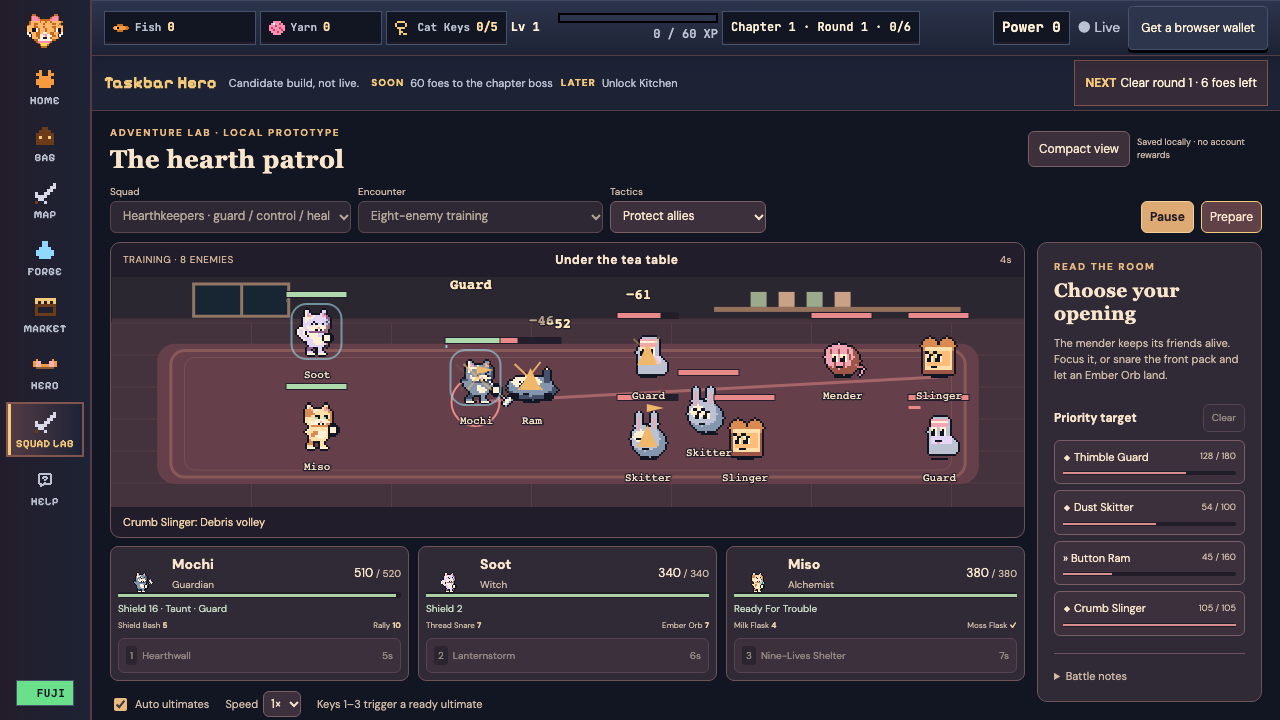 Fish 0
Yarn 0
Cat Keys 0/5
Lv 1
0 / 60 XP
Chapter 1 · Round 1 · 0/6
Power 0
Live
Get a browser wallet
Taskbar Hero
Candidate build, not live.
SOON 60 foes to the chapter boss
LATER Unlock Kitchen
NEXT Clear round 1 · 6 foes left
HOME
BAG
MAP
FORGE
MARKET
HERO
SQUAD LAB
HELP
FUJI
ADVENTURE LAB · LOCAL PROTOTYPE
The hearth patrol
Compact view
Saved locally · no account
rewards
Squad
Hearthkeepers · guard / control / heal
Encounter
Eight-enemy training
Tactics
Protect allies
Pause
Prepare
TRAINING · 8 ENEMIES
Under the tea table
4s
Guard
-61
-46
52
Soot
Mochi
Ram
Miso
Guard
Mender
Slinger
Skitter
Skitter
Slinger
Guard
Crumb Slinger: Debris volley
READ THE ROOM
Choose your
opening
The mender keeps its friends alive.
Focus it, or snare the front pack and
let an Ember Orb land.
Priority target
Clear
Thimble Guard 128 / 180
Dust Skitter 54 / 100
» Button Ram 45 / 160
Crumb Slinger 105 / 105
Battle notes
Mochi
Guardian
510 / 520
Shield 16 · Taunt · Guard
Shield Bash 5
Rally 10
1 Hearthwall 5s
Soot
Witch
340 / 340
Shield 2
Thread Snare 7
Ember Orb 7
2 Lanternstorm 6s
Miso
Alchemist
380 / 380
Ready For Trouble
Milk Flask 4
Moss Flask ✓
3 Nine-Lives Shelter 7s
Auto ultimates
Speed
1×
Keys 1–3 trigger a ready ultimate